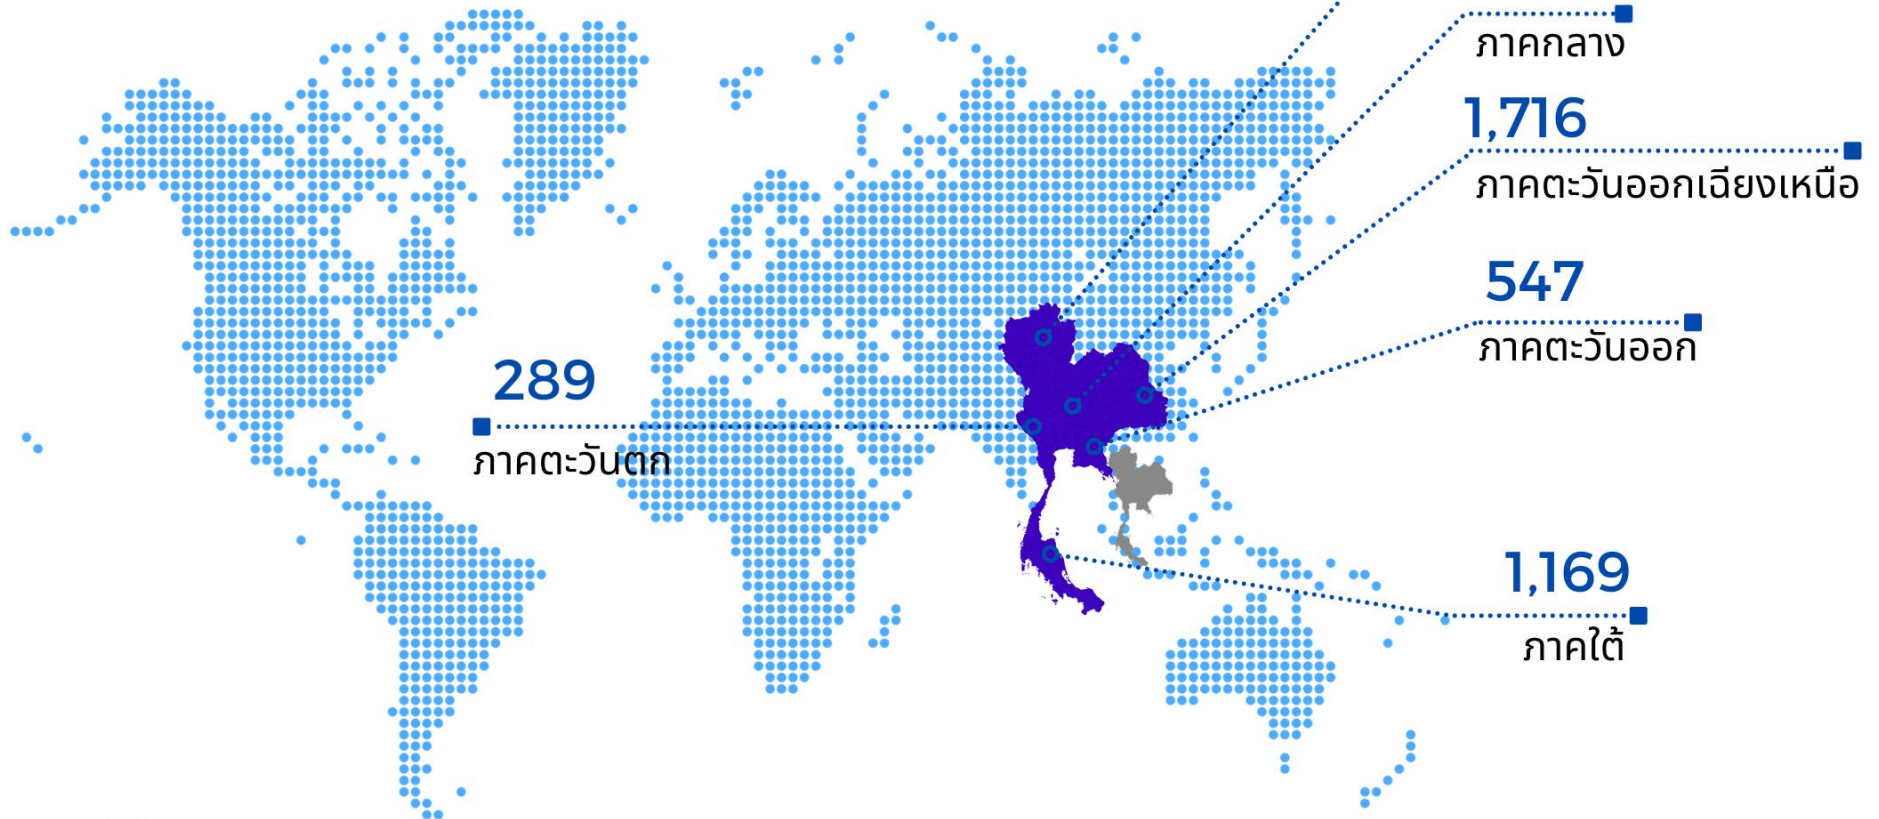 ภาคกลาง
1,716
ภาคตะวันออกเฉียงเหนือ
547
ภาคตะวันออก
289
ภาคตะวันตก
1,169
ภาคใต้